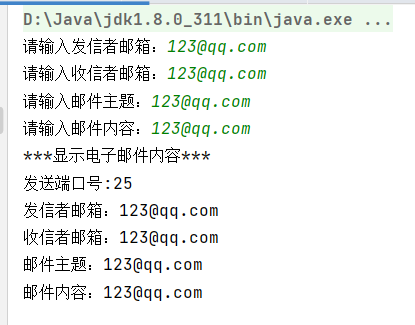 D:\Java\jdk1.8.0_311\bin\java.exe ...
请输入发信者邮箱：123@qq.com
请输入收信者邮箱：123@qq.com
请输入邮件主题：123@qq.com
请输入邮件内容：123@qq.com
***显示电子邮件内容***
发送端口号:25
发信者邮箱：123@qq.com
收信者邮箱：123@qq.com
邮件主题：123@qq.com
邮件内容：123@qq.com